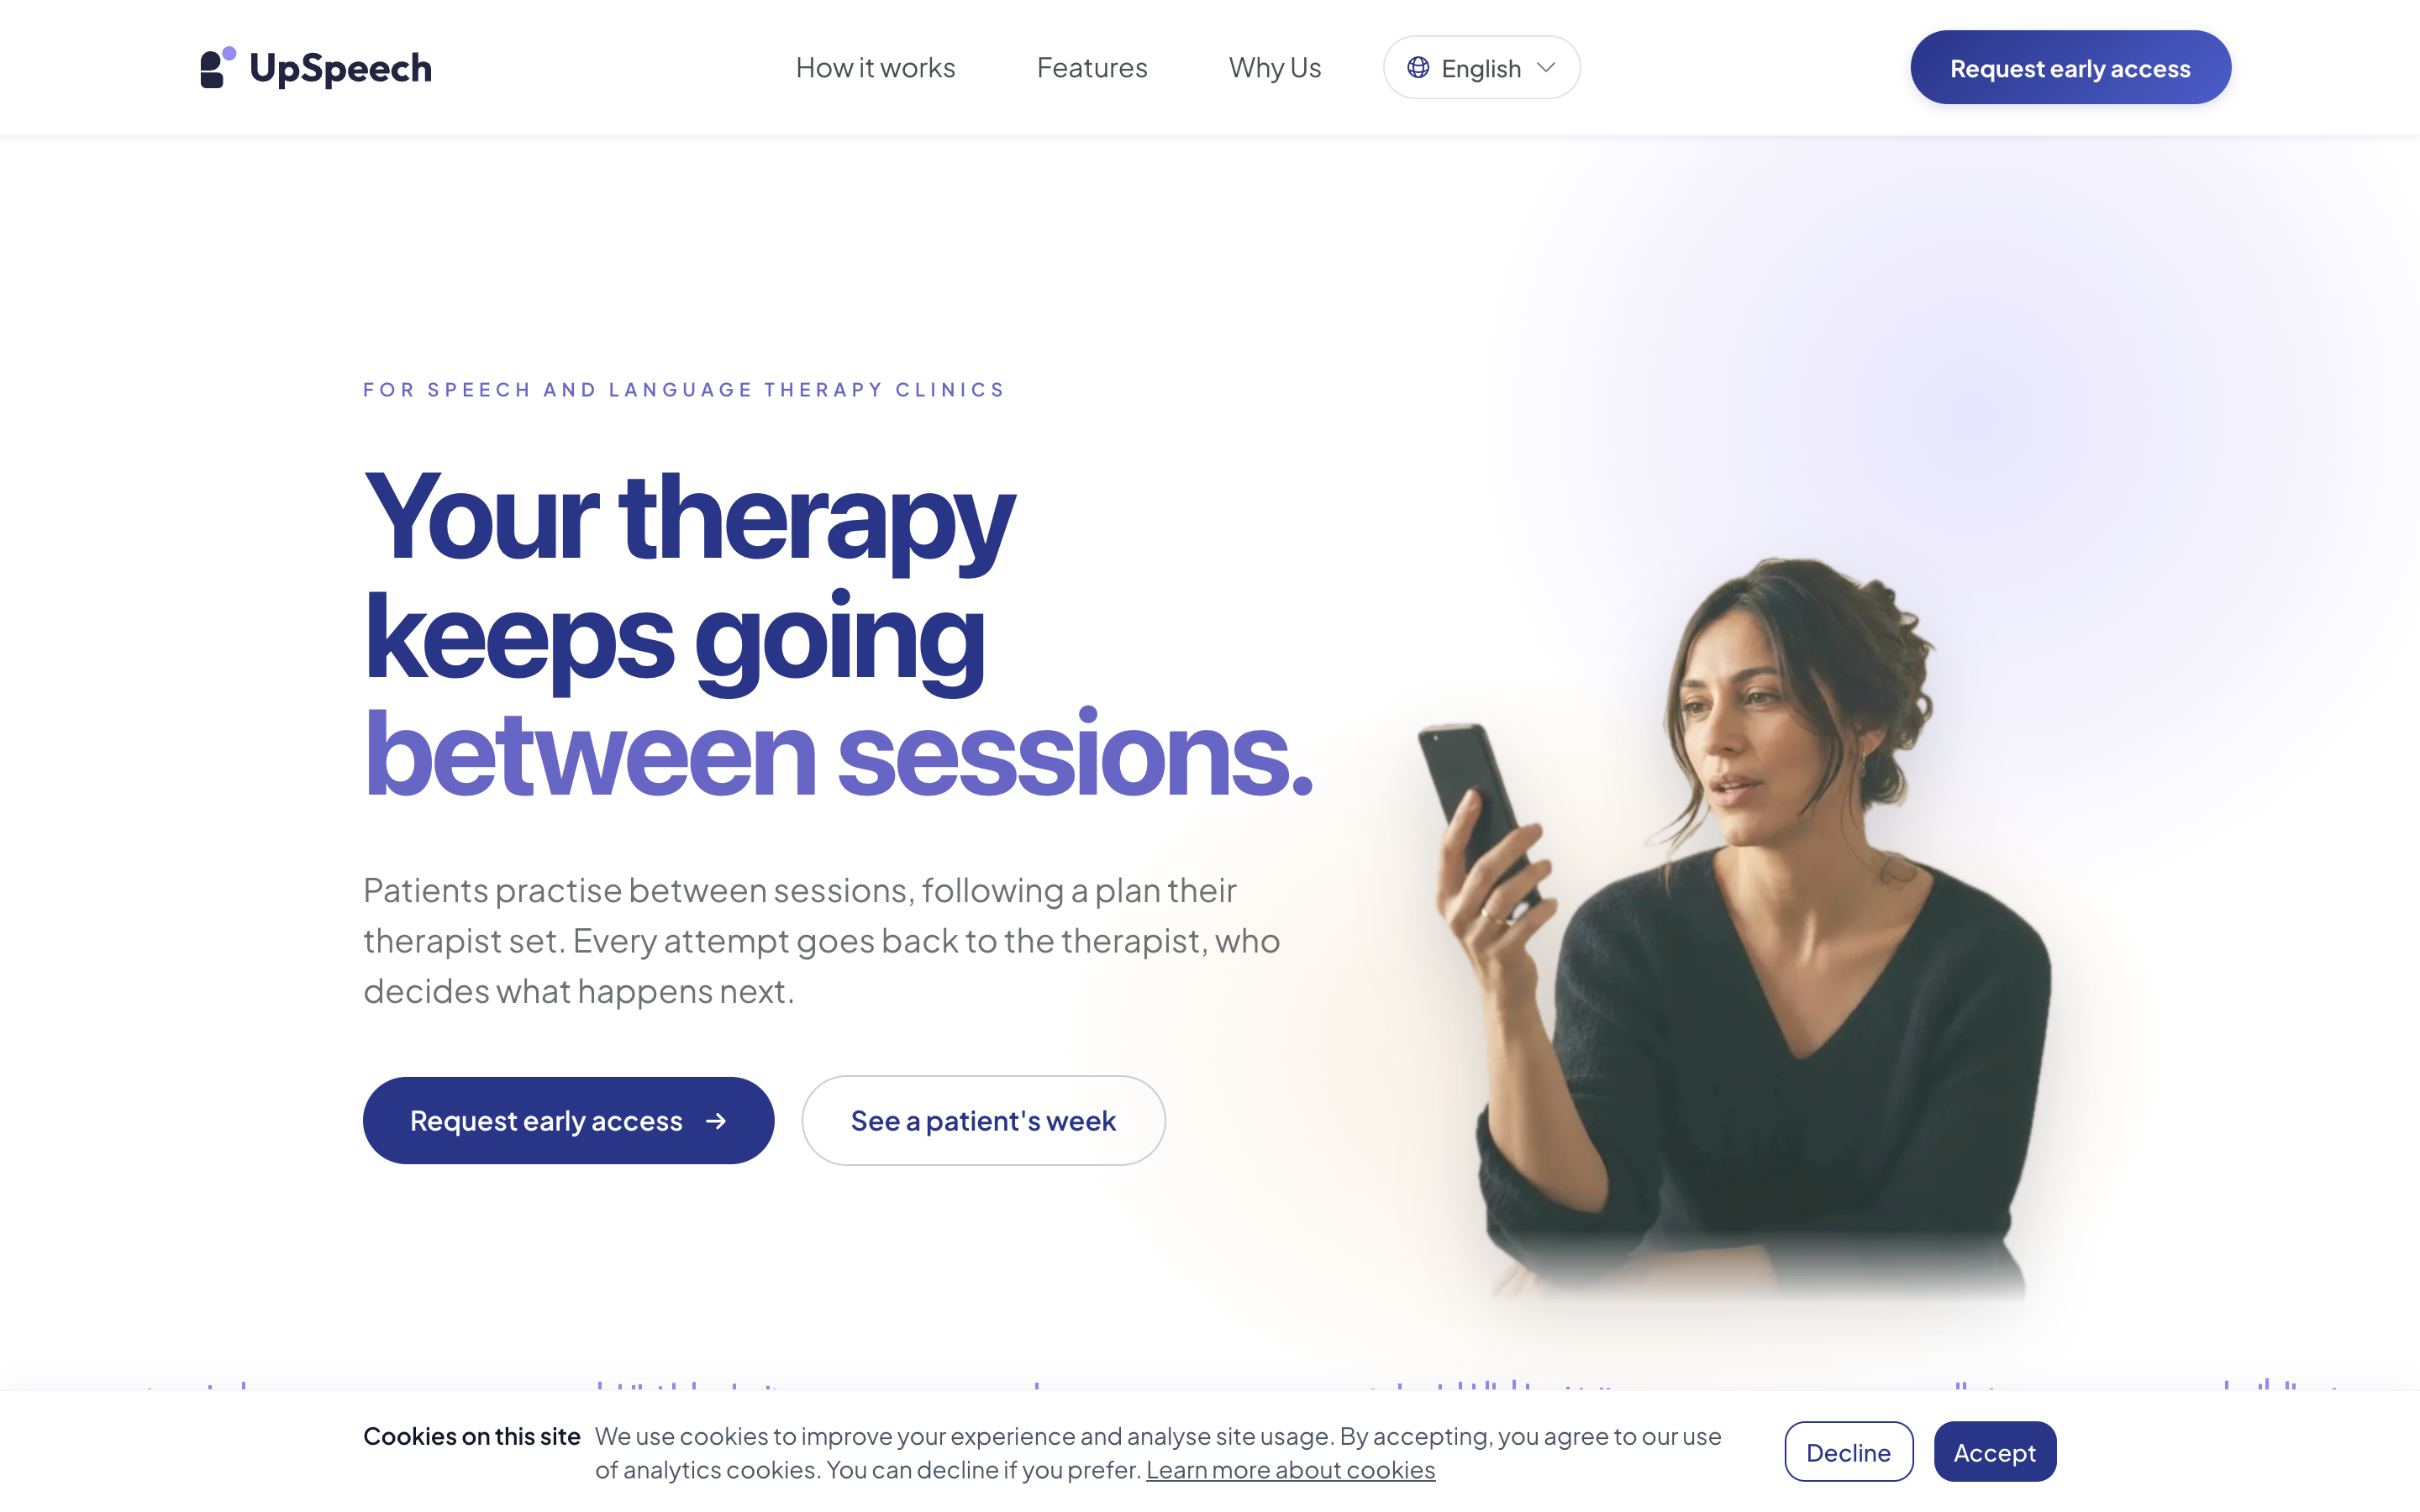 UpSpeech
How it works
Features
Why Us
English
Request early access
FOR SPEECH AND LANGUAGE THERAPY CLINICS
Your therapy
keeps going
between sessions.
Patients practise between sessions, following a plan their
therapist set. Every attempt goes back to the therapist, who
decides what happens next.
Request early access →
See a patient's week
Cookies on this site
We use cookies to improve your experience and analyse site usage. By accepting, you agree to our use
of analytics cookies. You can decline if you prefer. Learn more about cookies
Decline
Accept